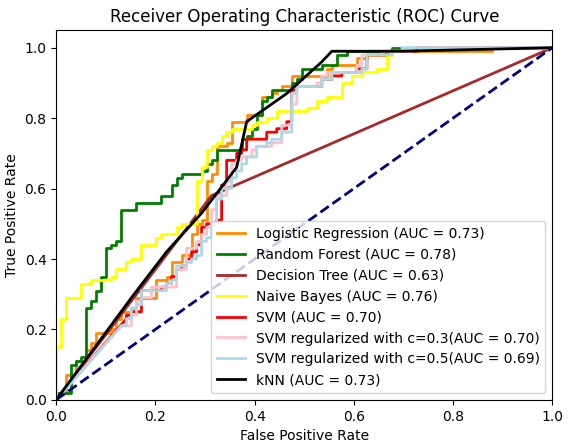 Receiver Operating Characteristic (ROC) Curve
1.0
0.8
0.6
0.4
0.2
0.0
True Positive Rate
Logistic Regression (AUC = 0.73)
Random Forest (AUC = 0.78)
Decision Tree (AUC = 0.63)
Naive Bayes (AUC = 0.76)
SVM (AUC = 0.70)
SVM regularized with c=0.3(AUC = 0.70)
SVM regularized with c=0.5(AUC = 0.69)
kNN (AUC = 0.73)
0.0 0.2 0.4 0.6 0.8 1.0
False Positive Rate